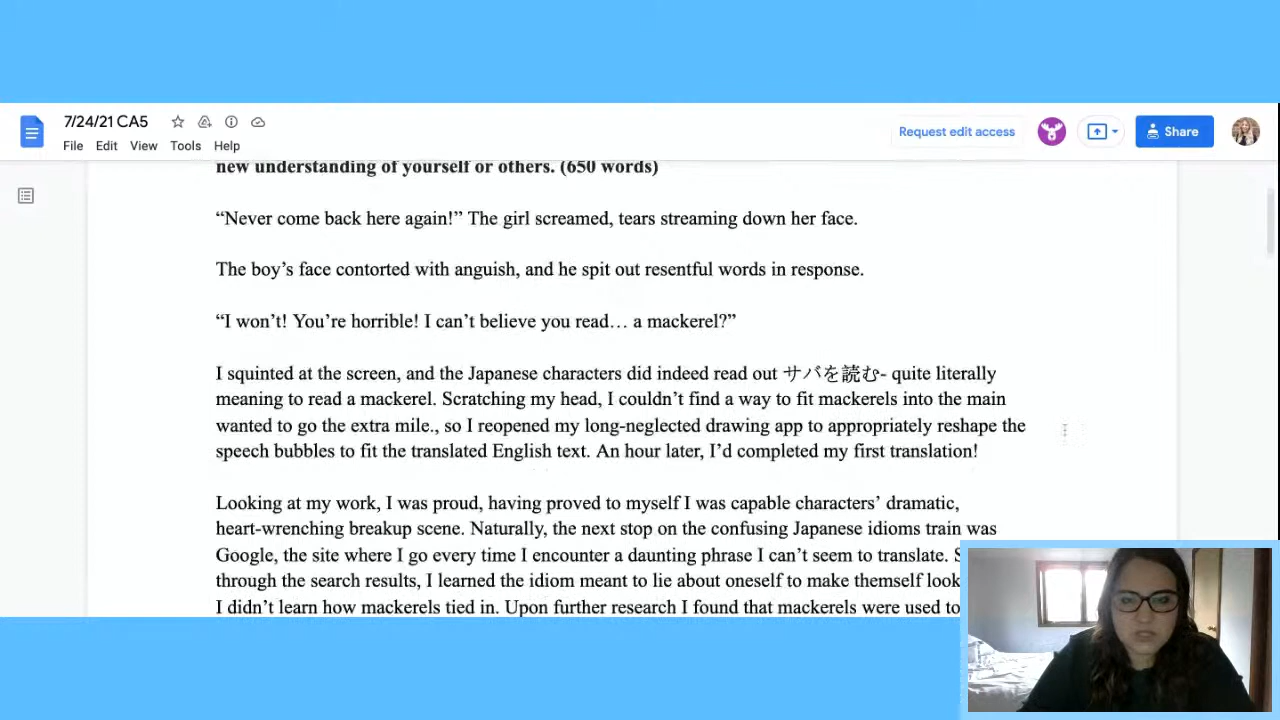 7/24/21 CA5
File Edit View Tools Help
Request edit access
Share
new understanding of yourself or others. (650 words)
“Never come back here again!” The girl screamed, tears streaming down her face.
The boy’s face contorted with anguish, and he spit out resentful words in response.
“I won’t! You’re horrible! I can’t believe you read… a mackerel?”
I squinted at the screen, and the Japanese characters did indeed read out サバを読む- quite literally
meaning to read a mackerel. Scratching my head, I couldn’t find a way to fit mackerels into the main
wanted to go the extra mile., so I reopened my long-neglected drawing app to appropriately reshape the
speech bubbles to fit the translated English text. An hour later, I’d completed my first translation!
Looking at my work, I was proud, having proved to myself I was capable characters’ dramatic,
heart-wrenching breakup scene. Naturally, the next stop on the confusing Japanese idioms train was
Google, the site where I go every time I encounter a daunting phrase I can’t seem to translate.
through the search results, I learned the idiom meant to lie about oneself to make themself look
I didn’t learn how mackerels tied in. Upon further research I found that mackerels were used to